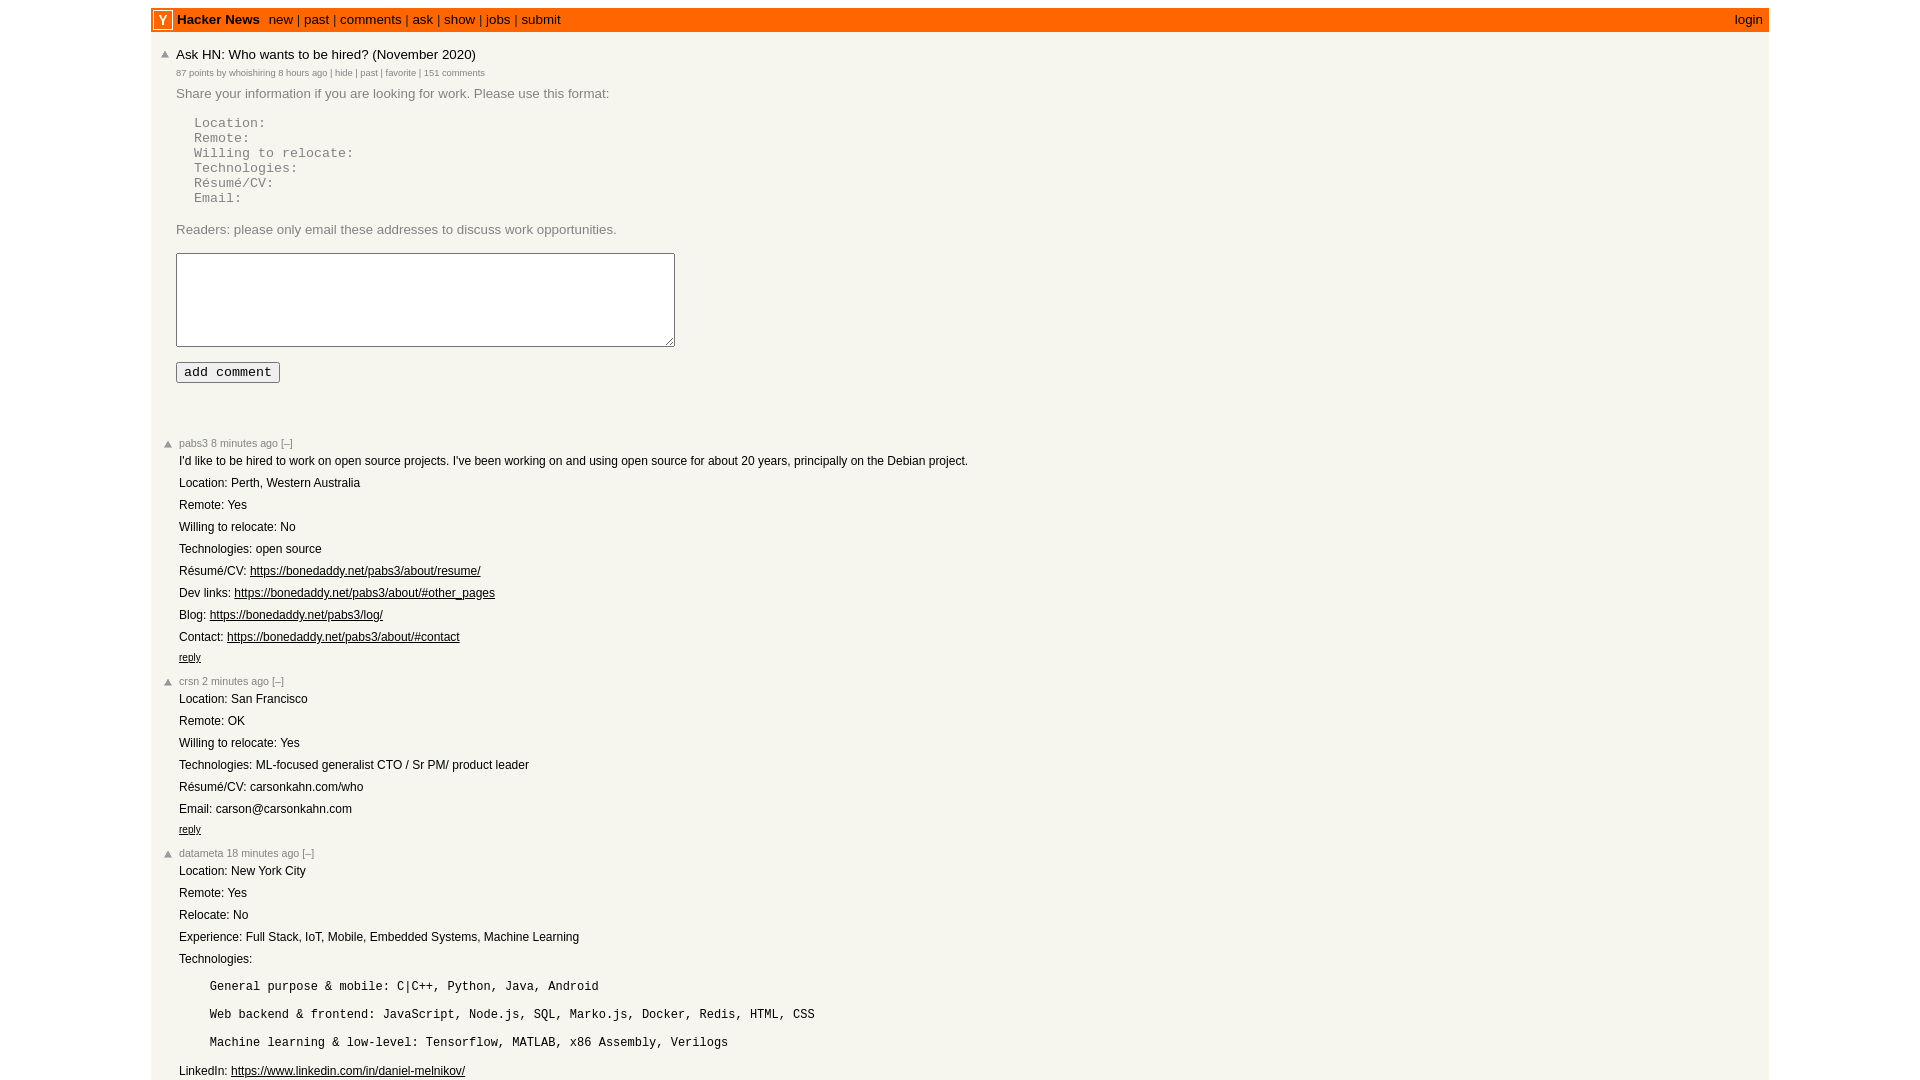 Y Hacker News new | past | comments | ask | show | jobs | submit login
Ask HN: Who wants to be hired? (November 2020)
87 points by whoishiring 8 hours ago | hide | past | favorite | 151 comments
Share your information if you are looking for work. Please use this format:
Location:
Remote:
Willing to relocate:
Technologies:
Résumé/CV:
Email:
Readers: please only email these addresses to discuss work opportunities.
add comment
pabs3 8 minutes ago [–]
I'd like to be hired to work on open source projects. I've been working on and using open source for about 20 years, principally on the Debian project.
Location: Perth, Western Australia
Remote: Yes
Willing to relocate: No
Technologies: open source
Résumé/CV: https://bonedaddy.net/pabs3/about/resume/
Dev links: https://bonedaddy.net/pabs3/about/#other_pages
Blog: https://bonedaddy.net/pabs3/log/
Contact: https://bonedaddy.net/pabs3/about/#contact
reply
crsn 2 minutes ago [–]
Location: San Francisco
Remote: OK
Willing to relocate: Yes
Technologies: ML-focused generalist CTO / Sr PM/ product leader
Résumé/CV: carsonkahn.com/who
Email: carson@carsonkahn.com
reply
datameta 18 minutes ago [–]
Location: New York City
Remote: Yes
Relocate: No
Experience: Full Stack, IoT, Mobile, Embedded Systems, Machine Learning
Technologies:
General purpose & mobile: C|C++, Python, Java, Android
Web backend & frontend: JavaScript, Node.js, SQL, Marko.js, Docker, Redis, HTML, CSS
Machine learning & low-level: Tensorflow, MATLAB, x86 Assembly, Verilogs
LinkedIn: https://www.linkedin.com/in/daniel-melnikov/